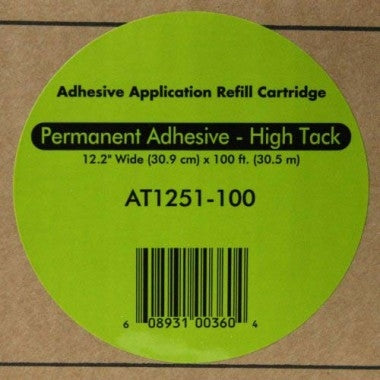 Adhesive Application Refill Cartridge
Permanent Adhesive - High Tack
12.2" Wide (30.9 cm) x 100 ft. (30.5 m)
AT1251-100
6 08931 00360 4